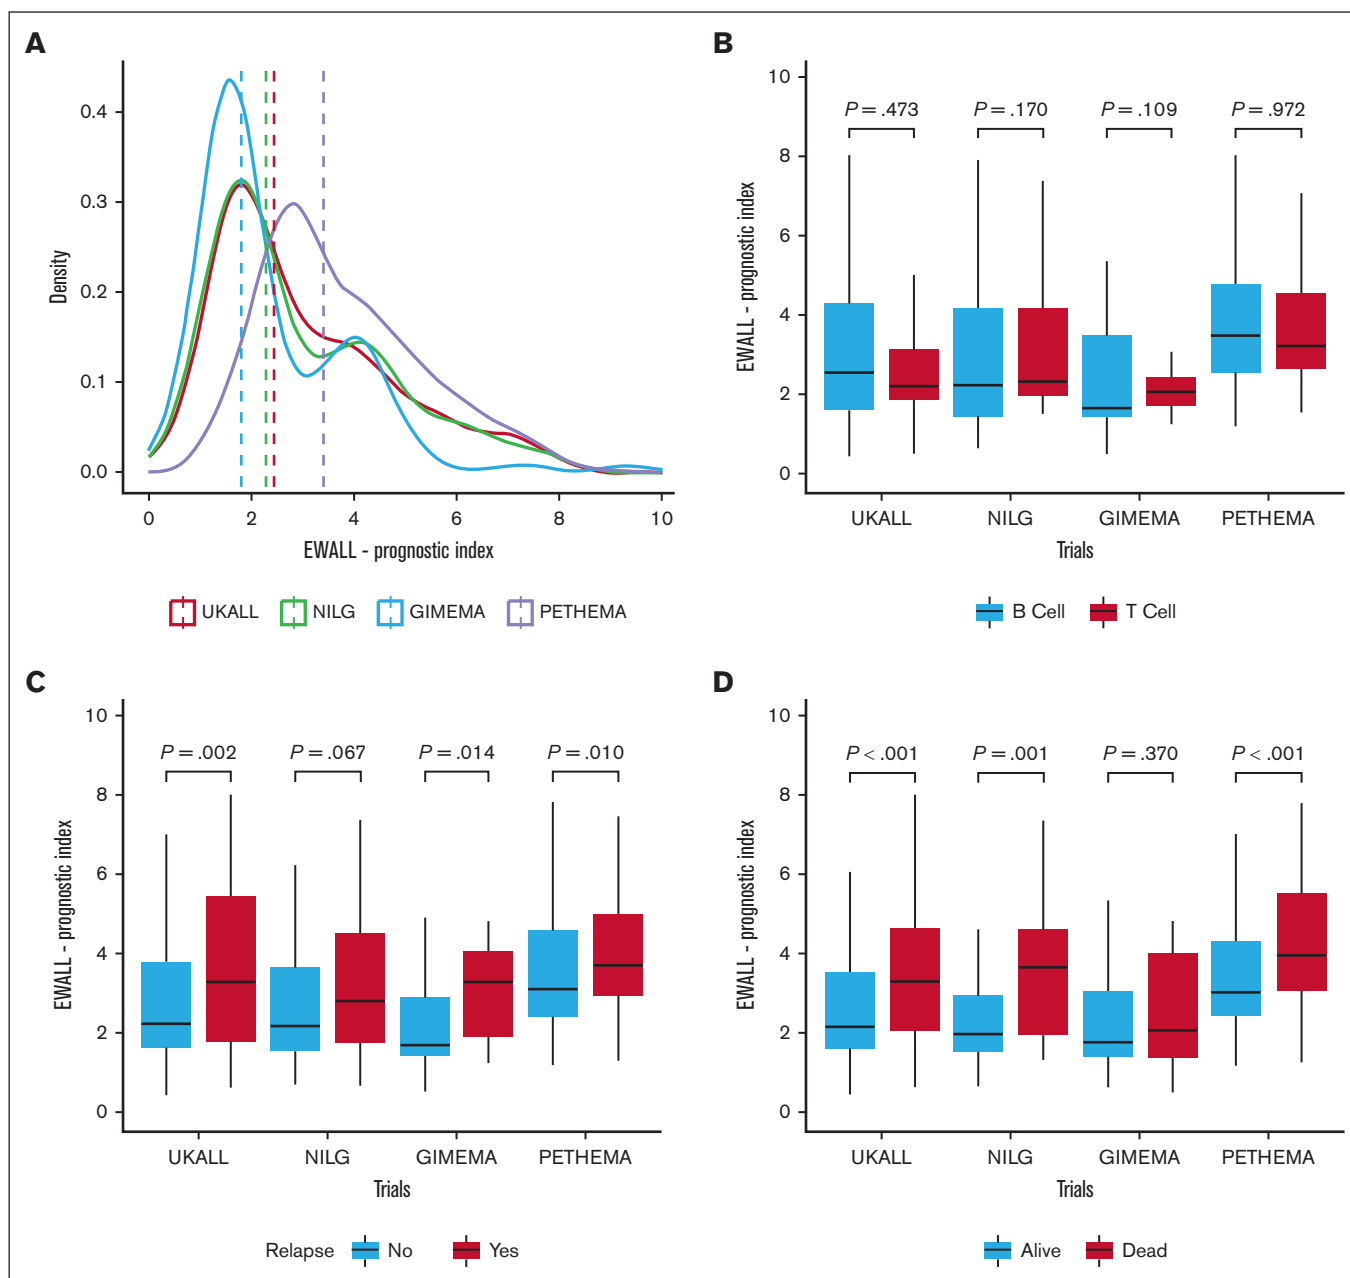 A
0.4
0.3
0.2
0.1
0.0
Density
0 2 4 6 8 10
EWALL - prognostic index
UKALL NILG GIMEMA PETHEMA
B
10
8
6
4
2
0
EWALL - prognostic index
P = .473 P = .170 P = .109 P = .972
UKALL NILG GIMEMA PETHEMA
Trials
B Cell T Cell
C
10
8
6
4
2
0
EWALL - prognostic index
P = .002 P = .067 P = .014 P = .010
UKALL NILG GIMEMA PETHEMA
Trials
Relapse No Yes
D
10
8
6
4
2
0
EWALL - prognostic index
P < .001 P = .001 P = .370 P < .001
UKALL NILG GIMEMA PETHEMA
Trials
Alive Dead